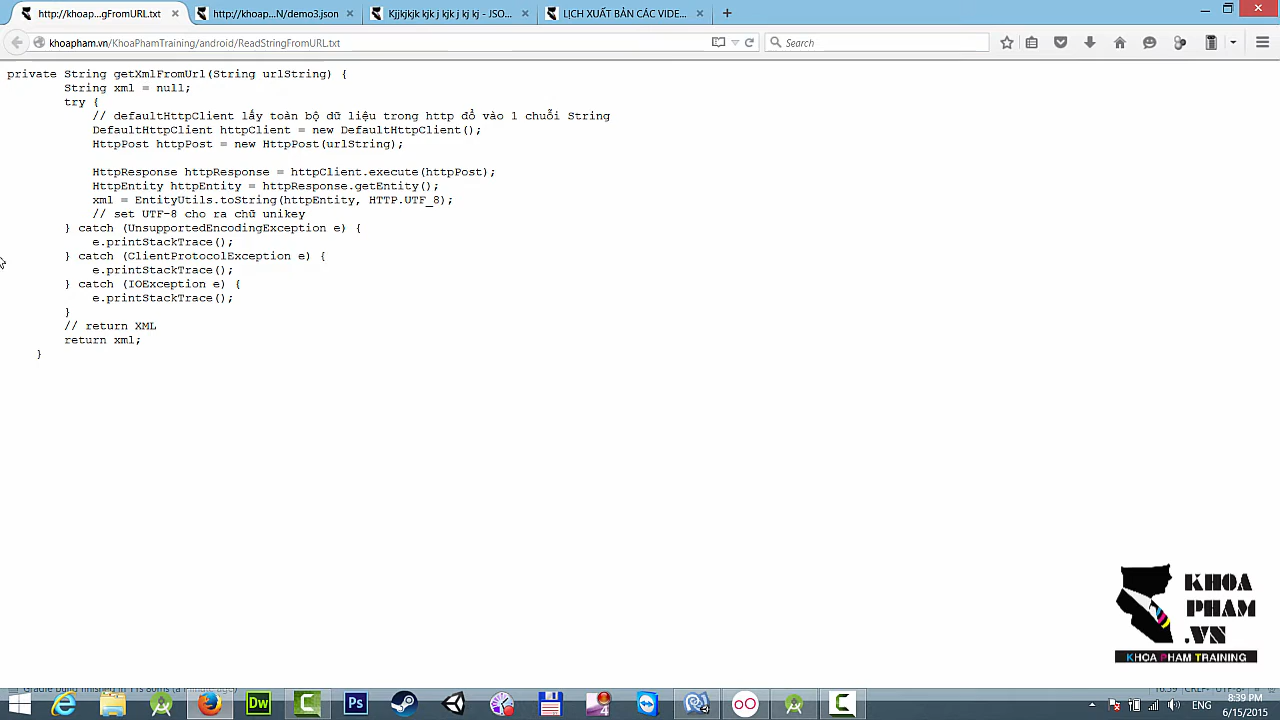 http://khoap...gFromURL.txt
http://khoap...N/demo3.json
Kjjkjkjk kjk j kjk j kj kj - JSO...
LỊCH XUẤT BẢN CÁC VIDE...
khoapham.vn/KhoaPhamTraining/android/ReadStringFromURL.txt
Search
private String getXmlFromUrl(String urlString) {
String xml = null;
try {
// defaultHttpClient lấy toàn bộ dữ liệu trong http đổ vào 1 chuỗi String
DefaultHttpClient httpClient = new DefaultHttpClient();
HttpPost httpPost = new HttpPost(urlString);
HttpResponse httpResponse = httpClient.execute(httpPost);
HttpEntity httpEntity = httpResponse.getEntity();
xml = EntityUtils.toString(httpEntity, HTTP.UTF_8);
// set UTF-8 cho ra chữ unikey
} catch (UnsupportedEncodingException e) {
e.printStackTrace();
} catch (ClientProtocolException e) {
e.printStackTrace();
} catch (IOException e) {
e.printStackTrace();
}
// return XML
return xml;
}
KHOA
PHAM
.VN
KHOA PHAM TRAINING
Dw
Ps
ENG
8:39 PM
6/15/2015